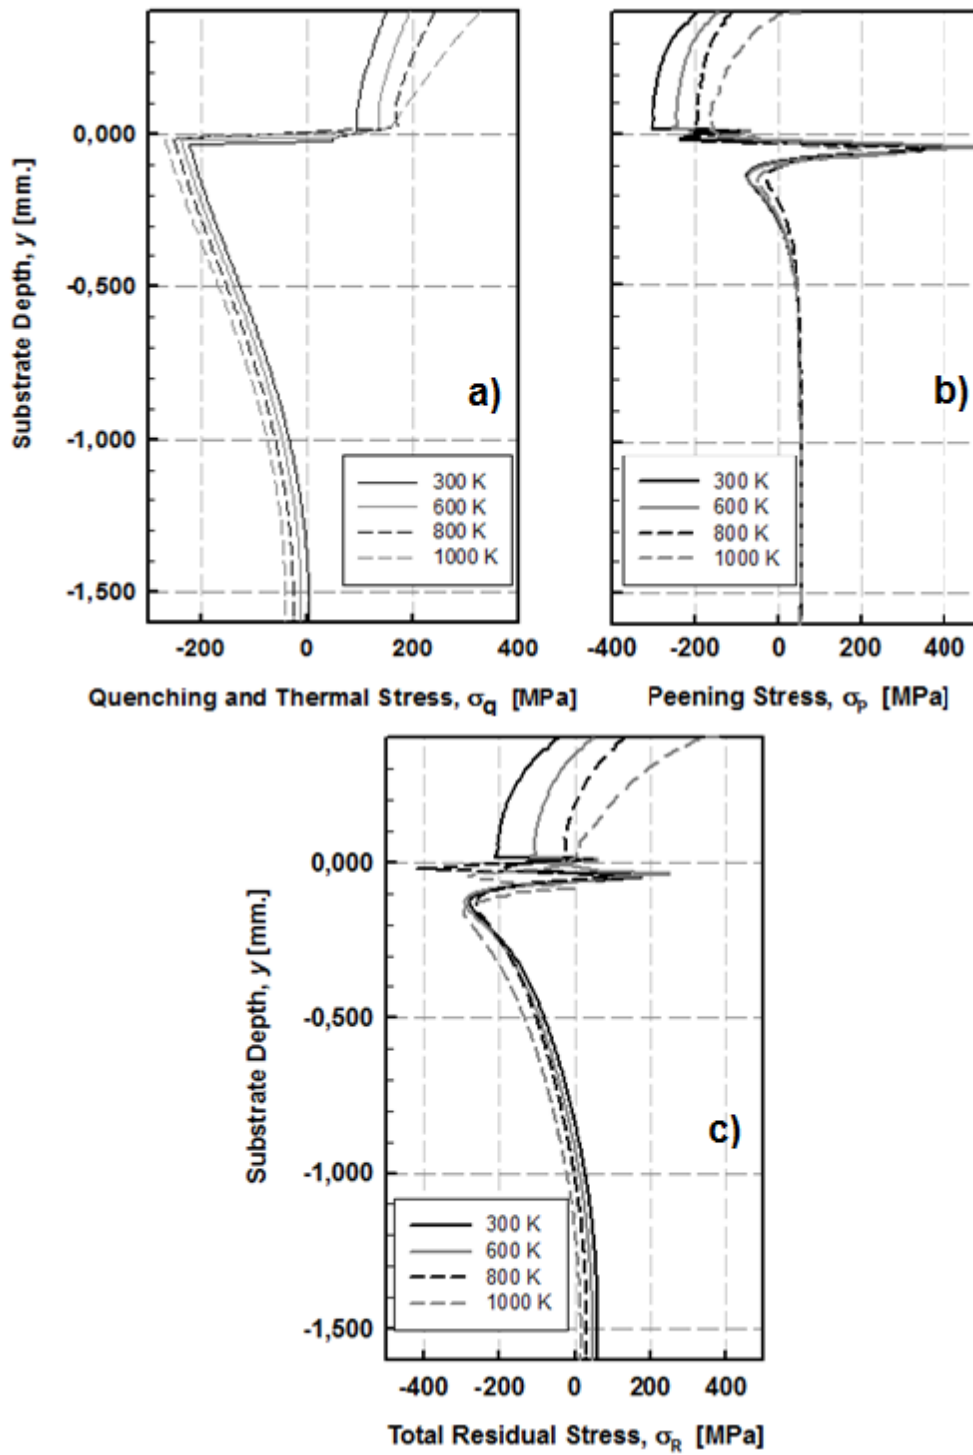 Substrate Depth, y [mm.]
0,000
-0,500
-1,000
-1,500
a)
300 K
600 K
800 K
1000 K
-200 0 200 400
Quenching and Thermal Stress, σq [MPa]
b)
300 K
600 K
800 K
1000 K
-400 -200 0 200 400
Peening Stress, σP [MPa]
Substrate Depth, y [mm.]
0,000
-0,500
-1,000
-1,500
c)
300 K
600 K
800 K
1000 K
-400 -200 0 200 400
Total Residual Stress, σR [MPa]